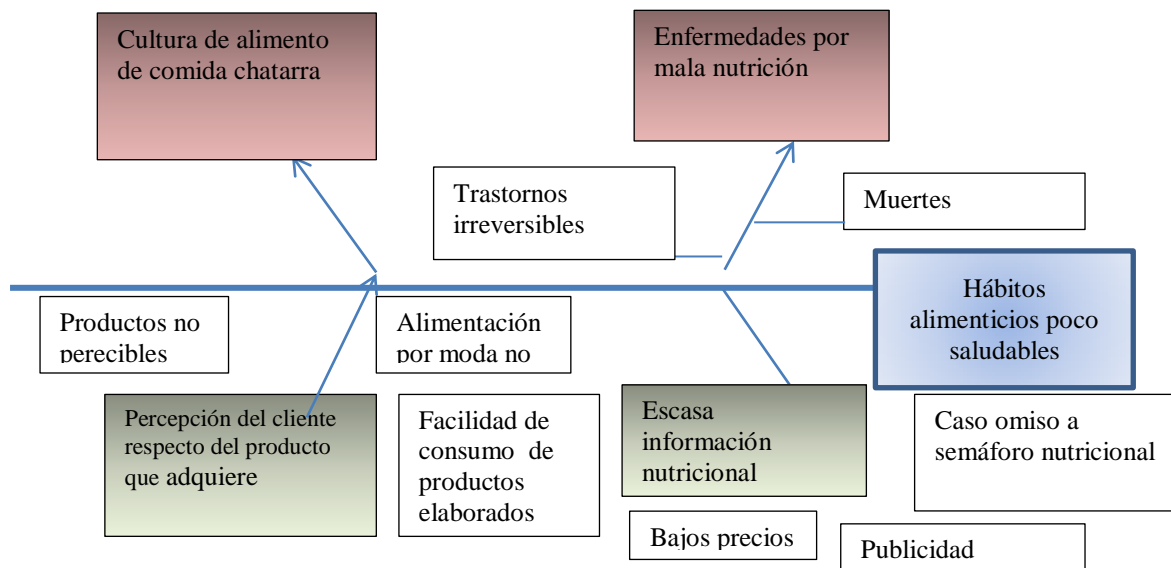 Cultura de alimento
de comida chatarra
Enfermedades por
mala nutrición
Trastornos
irreversibles
Muertes
Hábitos
alimenticios poco
saludables
Productos no
perecibles
Alimentación
por moda no
Percepción del cliente
respecto del producto
que adquiere
Facilidad de
consumo de
productos
elaborados
Escasa
información
nutricional
Caso omiso a
semáforo nutricional
Bajos precios
Publicidad